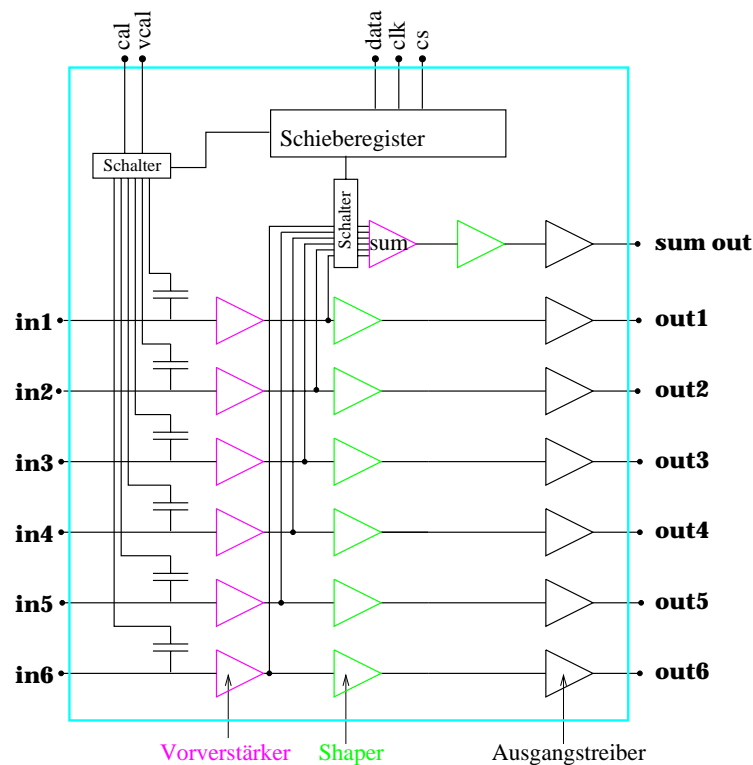 cal
vcal
data
clk
cs
Schieberegister
Schalter
Schalter
sum
sum out
in1
out1
in2
out2
in3
out3
in4
out4
in5
out5
in6
out6
Vorverstärker
Shaper
Ausgangstreiber